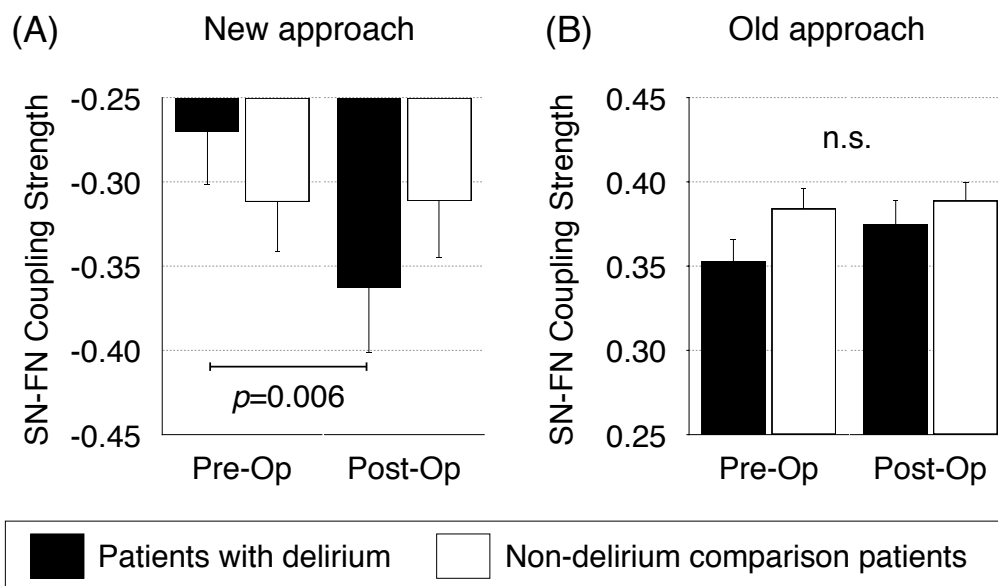 (A) New approach
SN-FN Coupling Strength
-0.25
-0.30
-0.35
-0.40
-0.45
p=0.006
Pre-Op Post-Op
(B) Old approach
SN-FN Coupling Strength
0.45
0.40
0.35
0.30
0.25
n.s.
Pre-Op Post-Op
Patients with delirium Non-delirium comparison patients